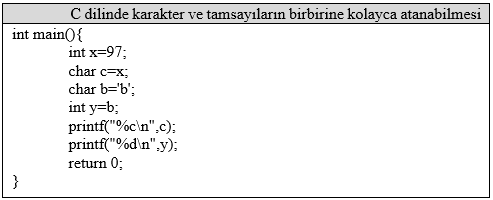 C dilinde karakter ve tamsayıların birbirine kolayca atanabilmesi
int main(){
int x=97;
char c=x;
char b='b';
int y=b;
printf("%c\n",c);
printf("%d\n",y);
return 0;
}